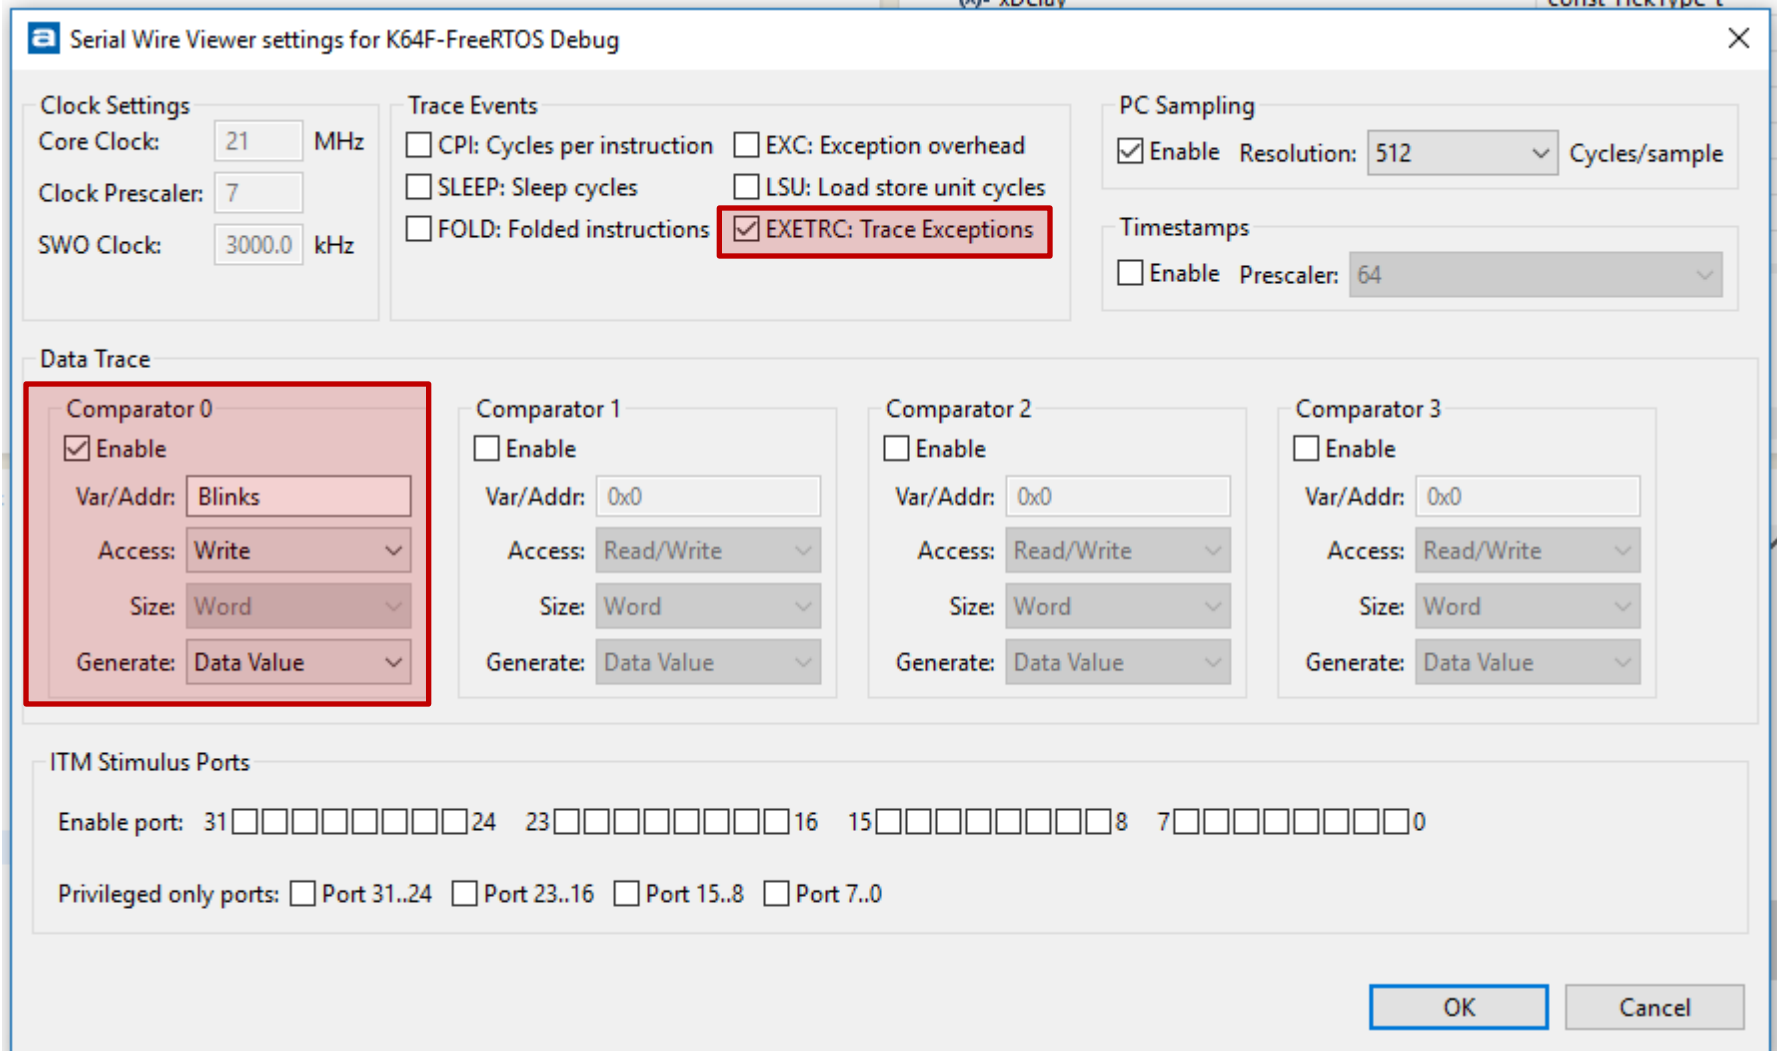 xDelay
const TickType_t
Serial Wire Viewer settings for K64F-FreeRTOS Debug
Clock Settings
Core Clock: 21 MHz
Clock Prescaler: 7
SWO Clock: 3000.0 kHz
Trace Events
CPI: Cycles per instruction EXC: Exception overhead
SLEEP: Sleep cycles LSU: Load store unit cycles
FOLD: Folded instructions EXETRC: Trace Exceptions
PC Sampling
Enable Resolution: 512 Cycles/sample
Timestamps
Enable Prescaler: 64
Data Trace
Comparator 0
Enable
Var/Addr: Blinks
Access: Write
Size: Word
Generate: Data Value
Comparator 1
Enable
Var/Addr: 0x0
Access: Read/Write
Size: Word
Generate: Data Value
Comparator 2
Enable
Var/Addr: 0x0
Access: Read/Write
Size: Word
Generate: Data Value
Comparator 3
Enable
Var/Addr: 0x0
Access: Read/Write
Size: Word
Generate: Data Value
ITM Stimulus Ports
Enable port: 31 24 23 16 15 8 7 0
Privileged only ports: Port 31..24 Port 23..16 Port 15..8 Port 7..0
OK Cancel